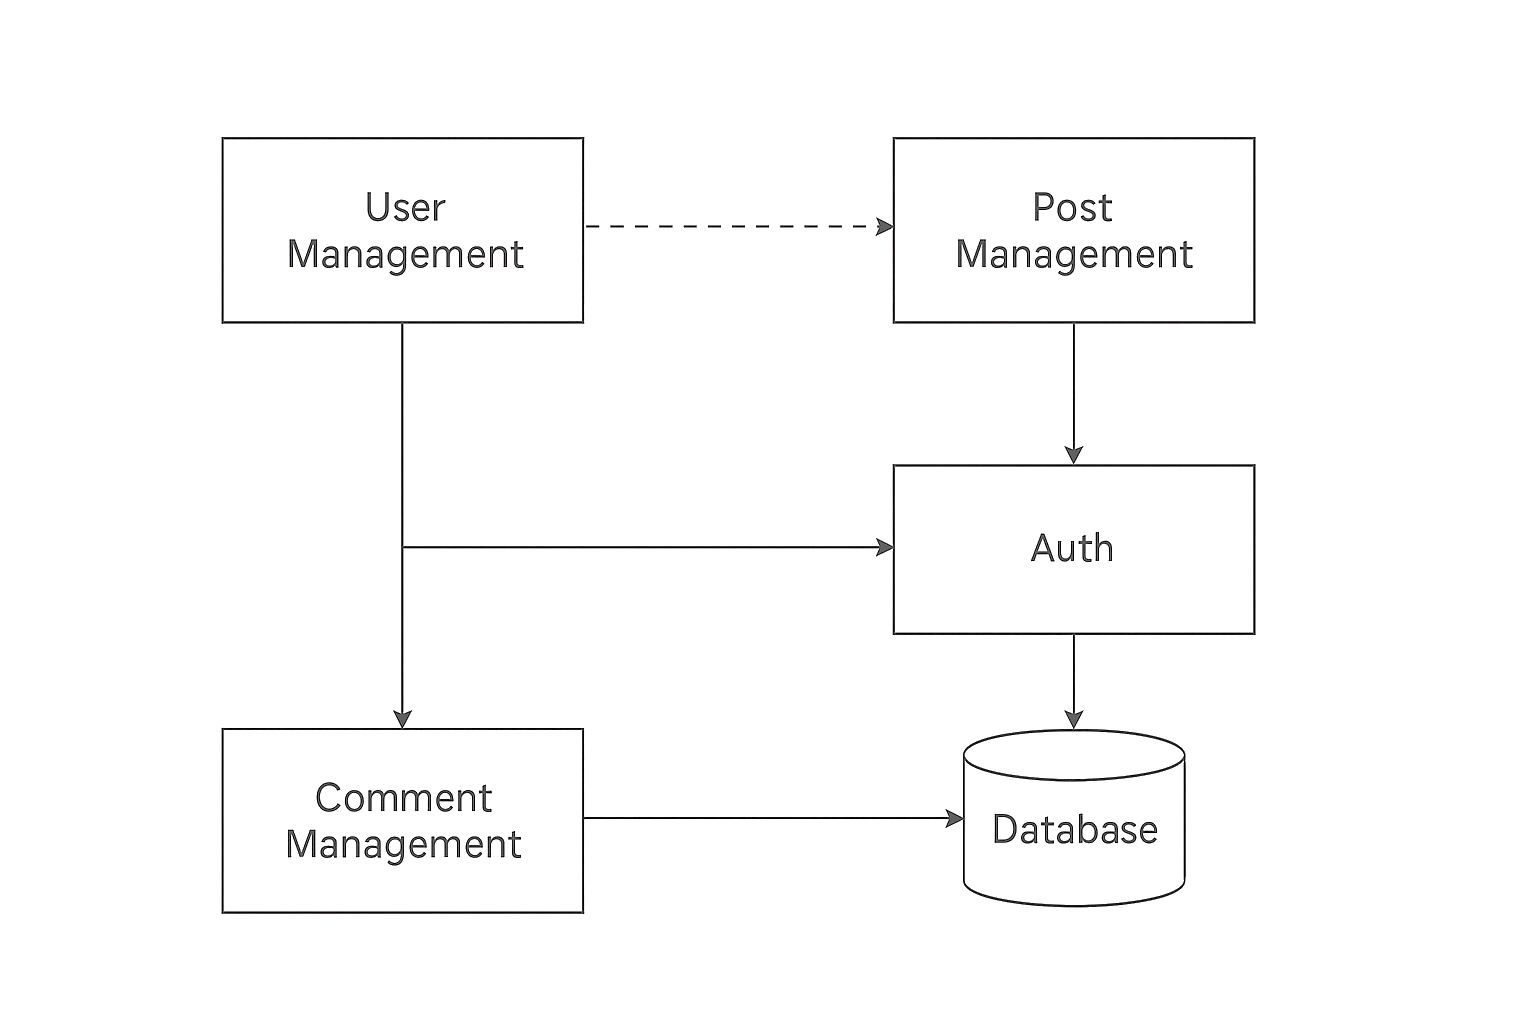 User
Management
Post
Management
Auth
Comment
Management
Database